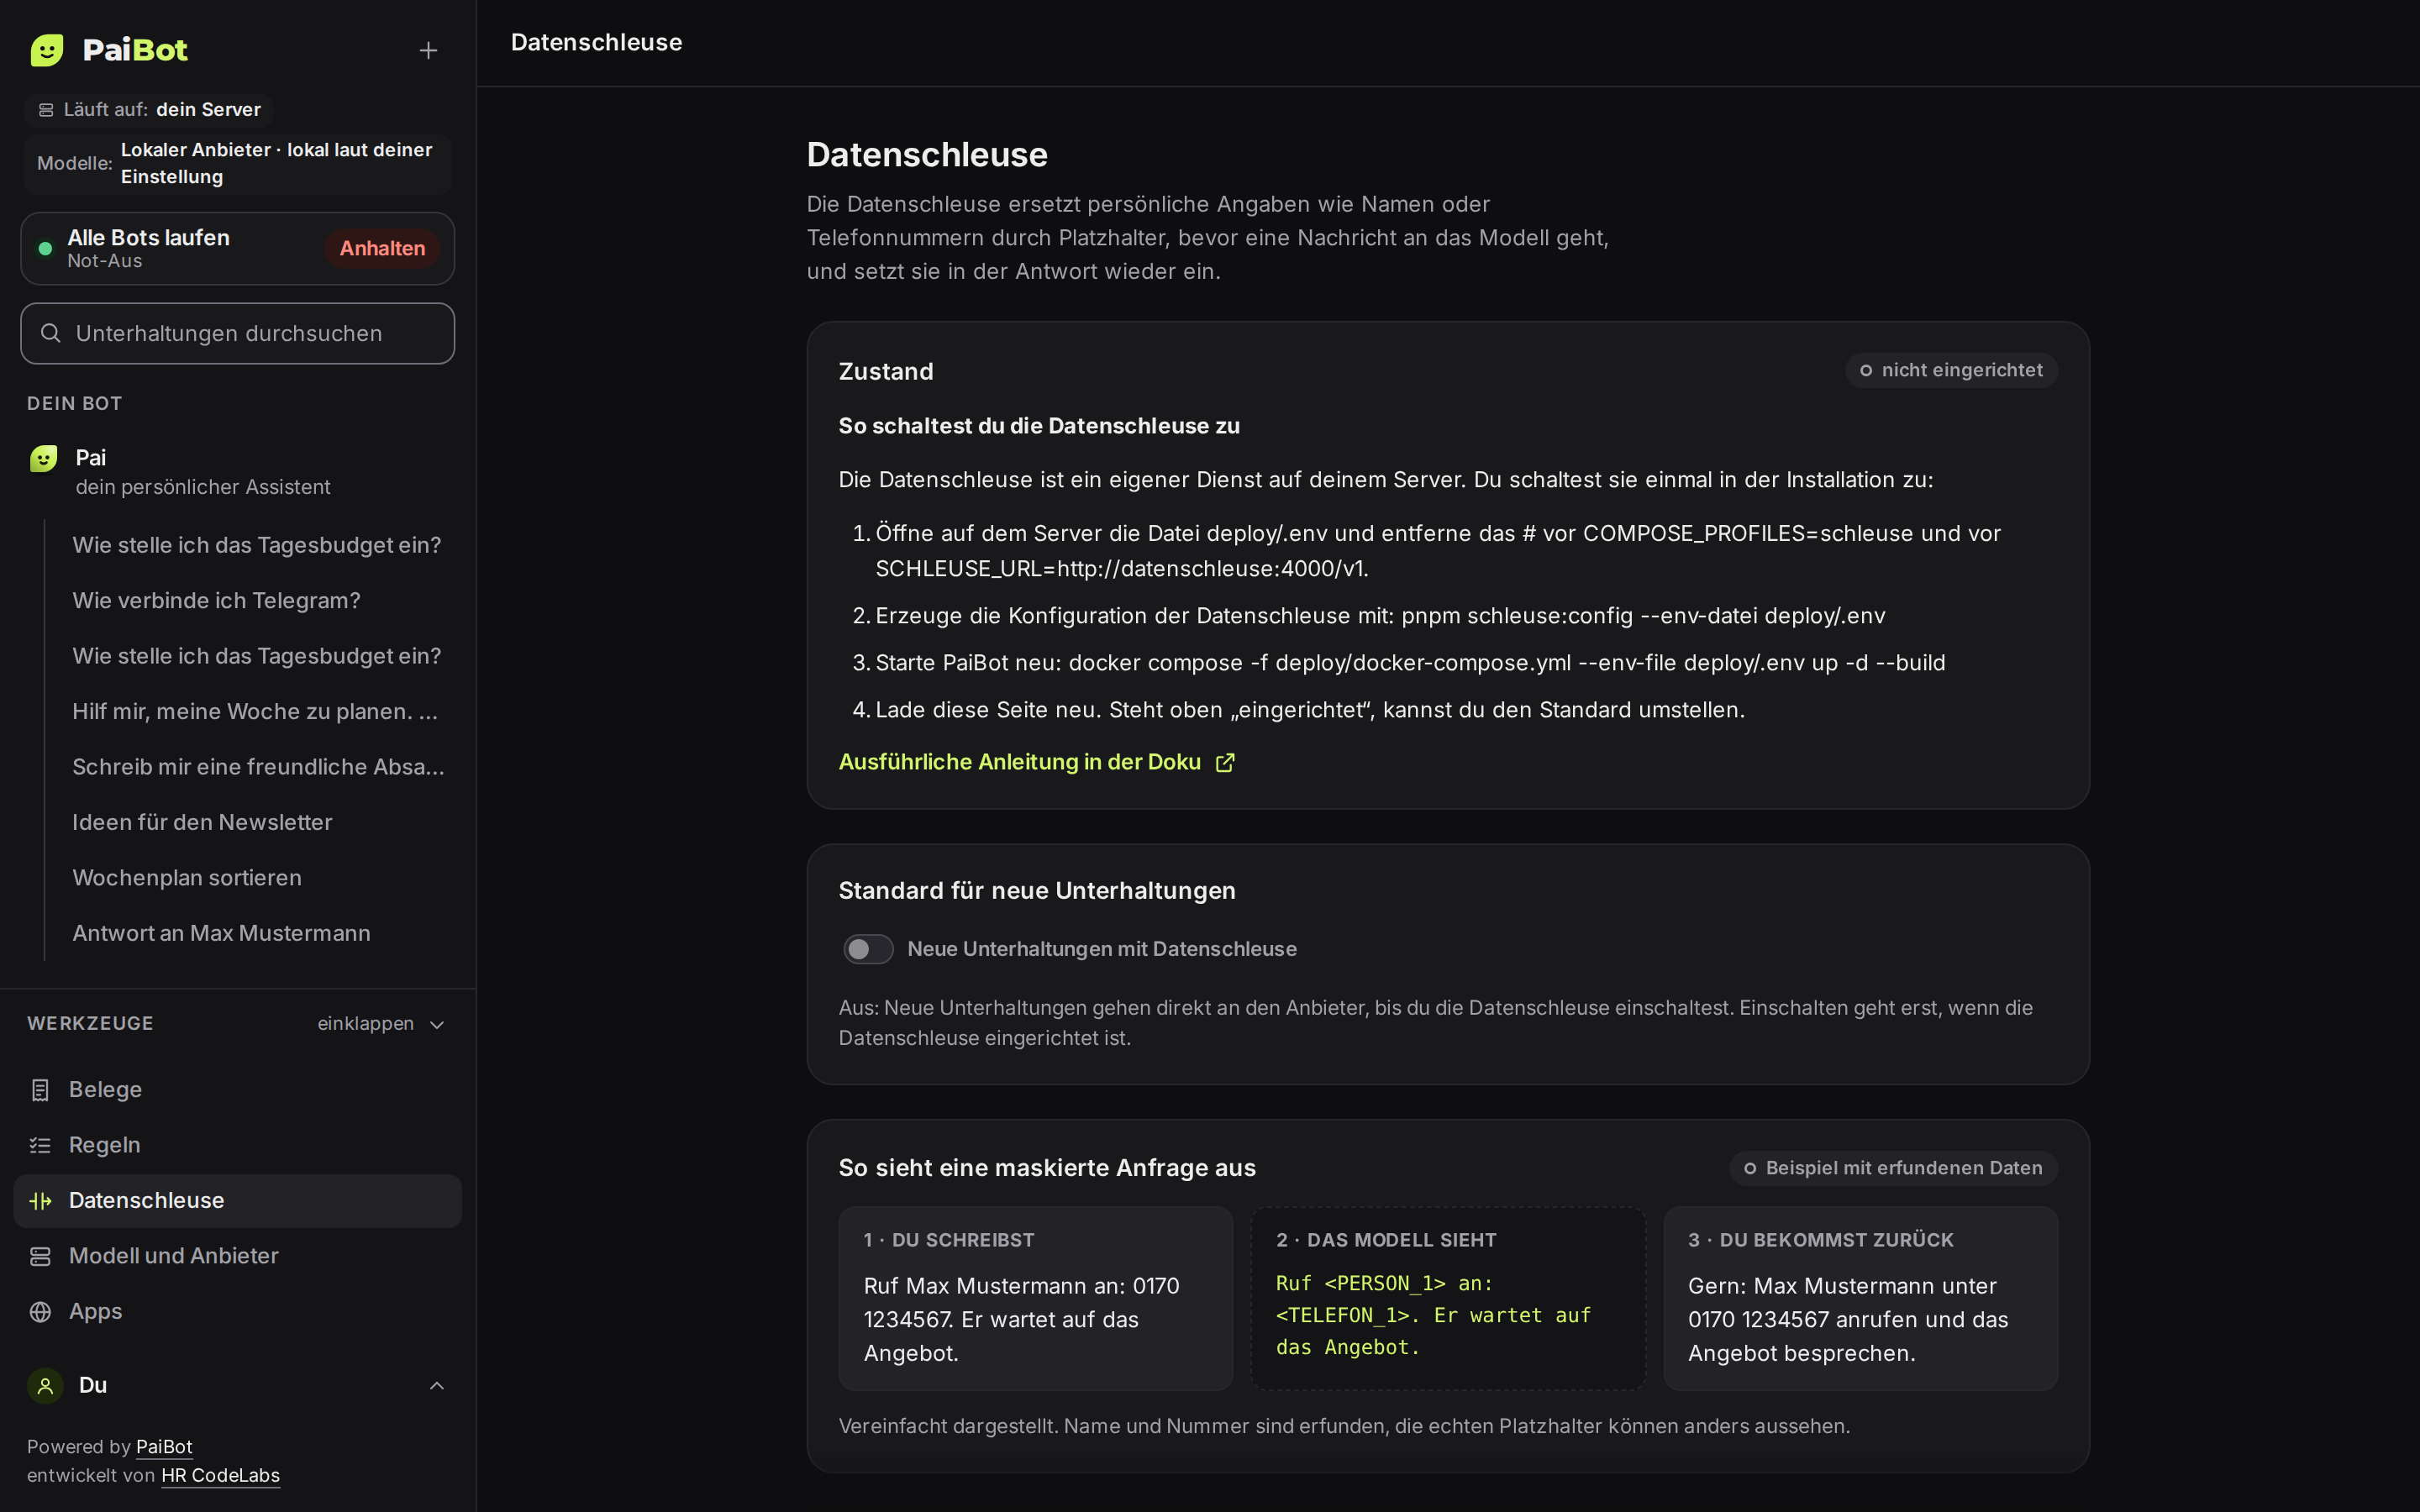 PaiBot
Läuft auf: dein Server
Modelle: Lokaler Anbieter · lokal laut deiner
Einstellung
Alle Bots laufen
Not-Aus
Anhalten
Unterhaltungen durchsuchen
DEIN BOT
Pai
dein persönlicher Assistent
Wie stelle ich das Tagesbudget ein?
Wie verbinde ich Telegram?
Wie stelle ich das Tagesbudget ein?
Hilf mir, meine Woche zu planen. ...
Schreib mir eine freundliche Absa...
Ideen für den Newsletter
Wochenplan sortieren
Antwort an Max Mustermann
WERKZEUGE
einklappen
Belege
Regeln
Datenschleuse
Modell und Anbieter
Apps
Du
Powered by PaiBot
entwickelt von HR CodeLabs
Datenschleuse
Datenschleuse
Die Datenschleuse ersetzt persönliche Angaben wie Namen oder
Telefonnummern durch Platzhalter, bevor eine Nachricht an das Modell geht,
und setzt sie in der Antwort wieder ein.
Zustand
nicht eingerichtet
So schaltest du die Datenschleuse zu
Die Datenschleuse ist ein eigener Dienst auf deinem Server. Du schaltest sie einmal in der Installation zu:
1. Öffne auf dem Server die Datei deploy/.env und entferne das # vor COMPOSE_PROFILES=schleuse und vor
SCHLEUSE_URL=http://datenschleuse:4000/v1.
2. Erzeuge die Konfiguration der Datenschleuse mit: pnpm schleuse:config --env-datei deploy/.env
3. Starte PaiBot neu: docker compose -f deploy/docker-compose.yml --env-file deploy/.env up -d --build
4. Lade diese Seite neu. Steht oben „eingerichtet“, kannst du den Standard umstellen.
Ausführliche Anleitung in der Doku
Standard für neue Unterhaltungen
Neue Unterhaltungen mit Datenschleuse
Aus: Neue Unterhaltungen gehen direkt an den Anbieter, bis du die Datenschleuse einschaltest. Einschalten geht erst, wenn die
Datenschleuse eingerichtet ist.
So sieht eine maskierte Anfrage aus
Beispiel mit erfundenen Daten
1 · DU SCHREIBST
Ruf Max Mustermann an: 0170
1234567. Er wartet auf das
Angebot.
2 · DAS MODELL SIEHT
Ruf <PERSON_1> an:
<TELEFON_1>. Er wartet auf
das Angebot.
3 · DU BEKOMMST ZURÜCK
Gern: Max Mustermann unter
0170 1234567 anrufen und das
Angebot besprechen.
Vereinfacht dargestellt. Name und Nummer sind erfunden, die echten Platzhalter können anders aussehen.